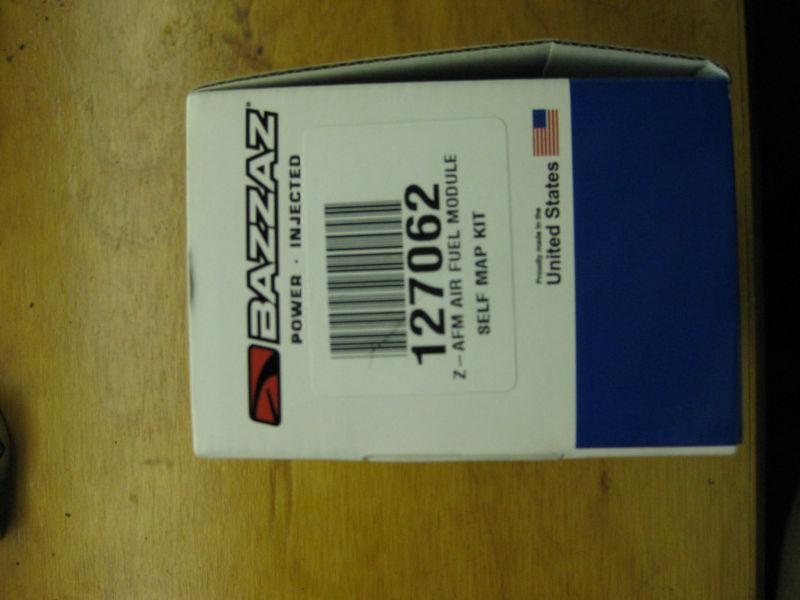 BAZZAZ
POWER · INJECTED
127062
Z-AFM AIR FUEL MODULE
SELF MAP KIT
Proudly made in the
United States